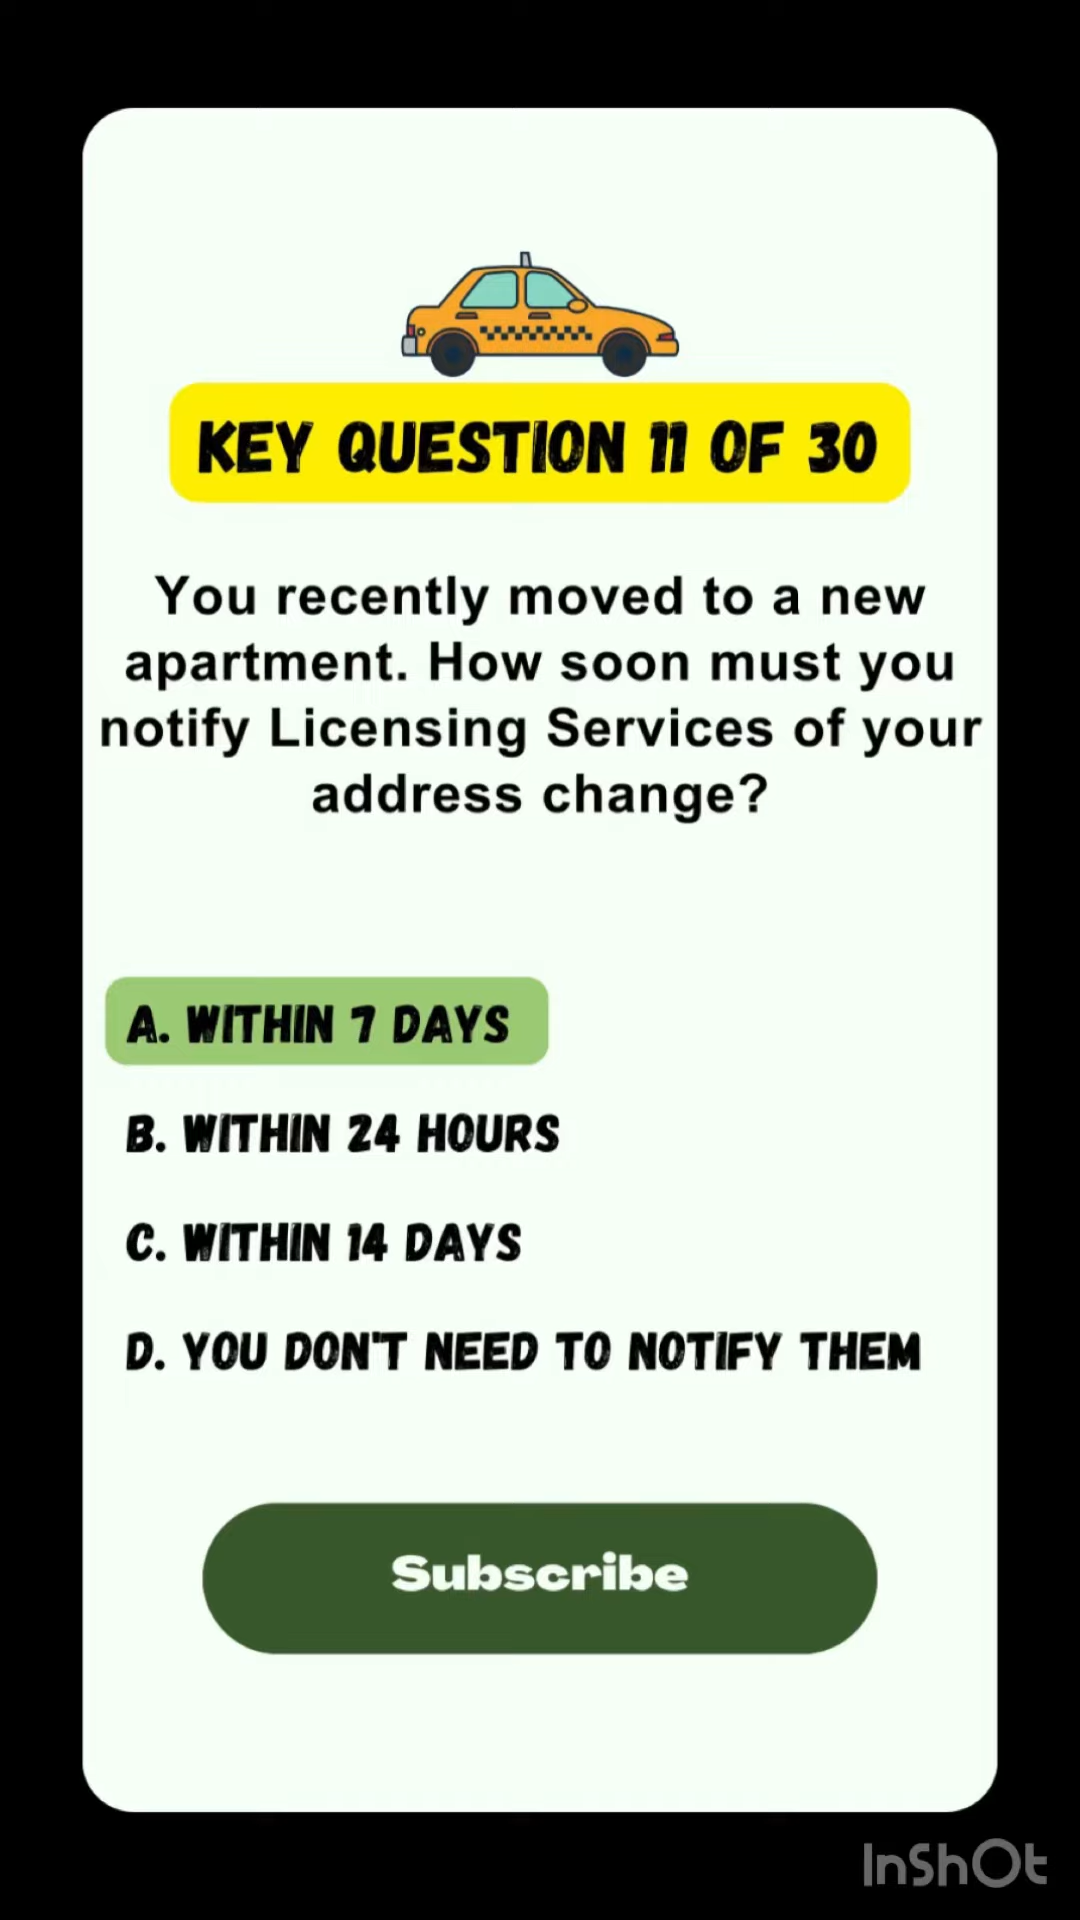 KEY QUESTION 11 OF 30
You recently moved to a new
apartment. How soon must you
notify Licensing Services of your
address change?
A. WITHIN 7 DAYS
B. WITHIN 24 HOURS
C. WITHIN 14 DAYS
D. YOU DON'T NEED TO NOTIFY THEM
Subscribe
InShOt